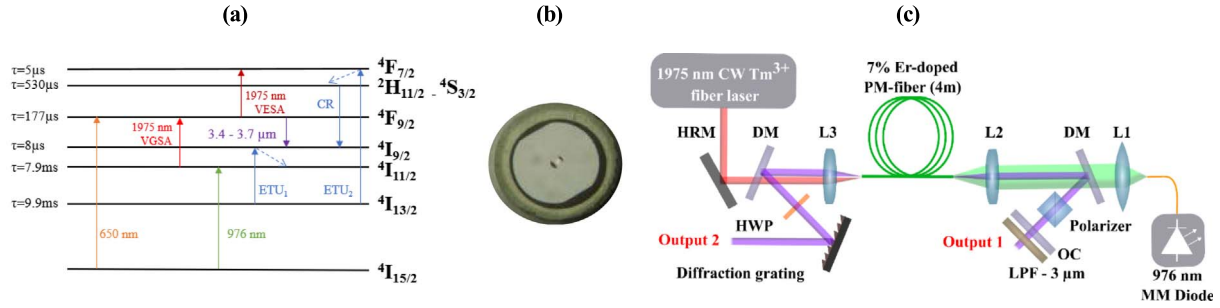 (a)
(b)
(c)
τ=5μs
⁴F₇/₂
τ=530μs
²H₁₁/₂ - ⁴S₃/₂
1975 nm
VESA
CR
τ=177μs
⁴F₉/₂
1975 nm
VGSA
3.4 - 3.7 μm
τ=8μs
⁴I₉/₂
τ=7.9ms
⁴I₁₁/₂
ETU₁
ETU₂
τ=9.9ms
⁴I₁₃/₂
650 nm
976 nm
⁴I₁₅/₂
1975 nm CW Tm³⁺
fiber laser
7% Er-doped
PM-fiber (4m)
HRM
DM
L3
L2
DM
L1
HWP
Polarizer
Output 2
Output 1
OC
LPF - 3 μm
Diffraction grating
976 nm
MM Diode